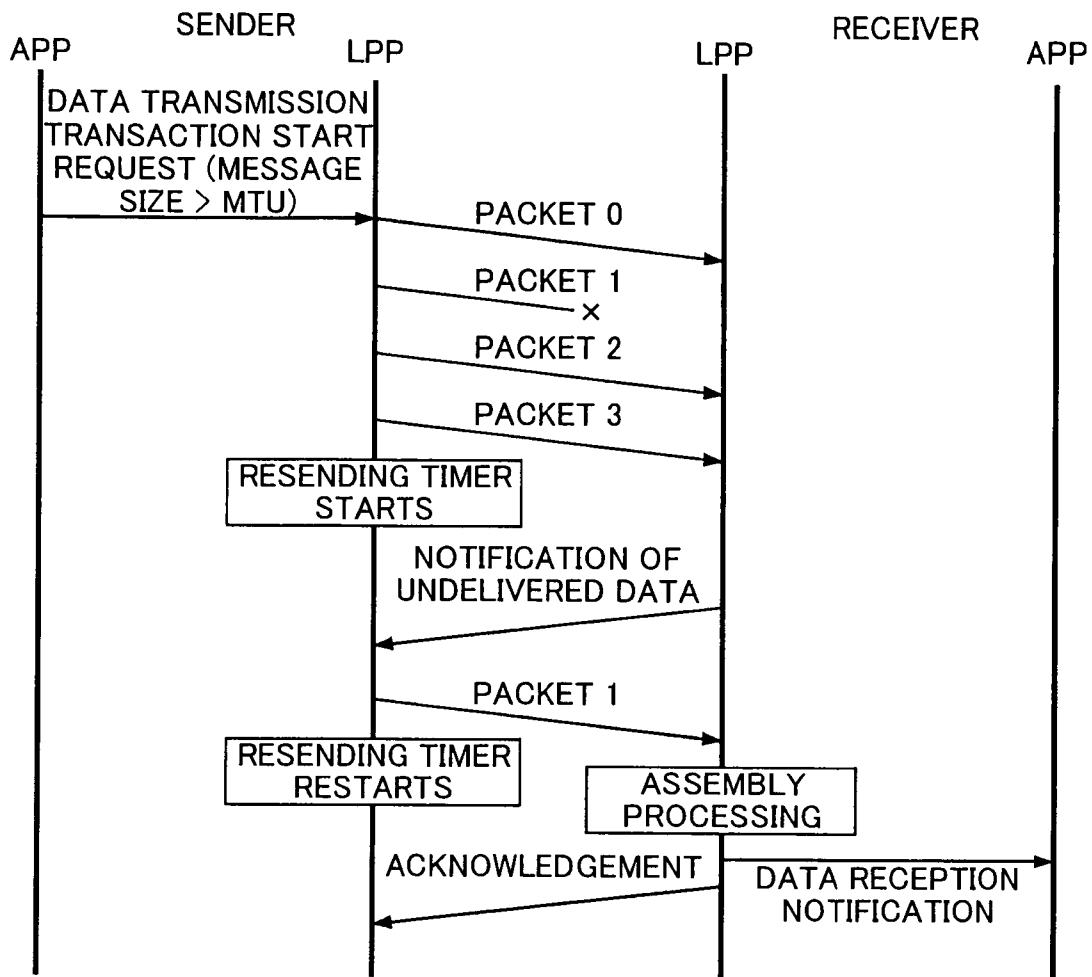 SENDER
RECEIVER
APP
LPP
LPP
APP
DATA TRANSMISSION
TRANSACTION START
REQUEST (MESSAGE
SIZE > MTU)
PACKET 0
PACKET 1
×
PACKET 2
PACKET 3
RESENDING TIMER
STARTS
NOTIFICATION OF
UNDELIVERED DATA
PACKET 1
RESENDING TIMER
RESTARTS
ASSEMBLY
PROCESSING
ACKNOWLEDGEMENT
DATA RECEPTION
NOTIFICATION